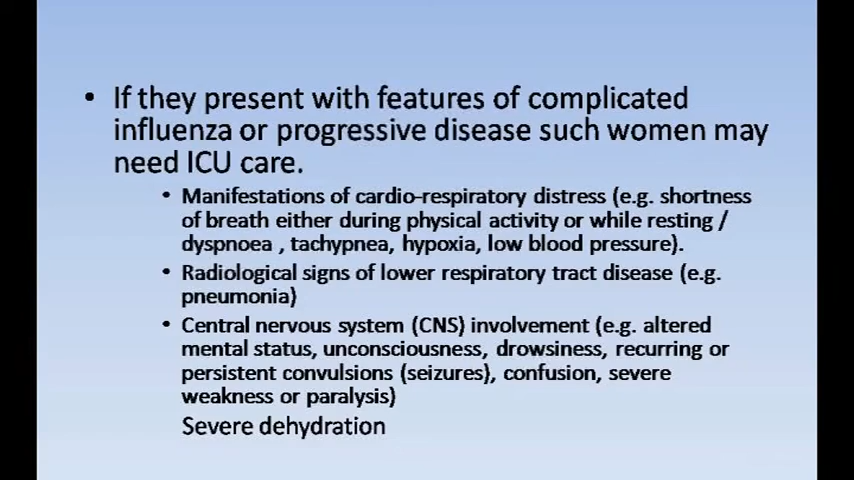 • If they present with features of complicated
influenza or progressive disease such women may
need ICU care.
• Manifestations of cardio-respiratory distress (e.g. shortness
of breath either during physical activity or while resting /
dyspnoea , tachypnea, hypoxia, low blood pressure).
• Radiological signs of lower respiratory tract disease (e.g.
pneumonia)
• Central nervous system (CNS) involvement (e.g. altered
mental status, unconsciousness, drowsiness, recurring or
persistent convulsions (seizures), confusion, severe
weakness or paralysis)
Severe dehydration